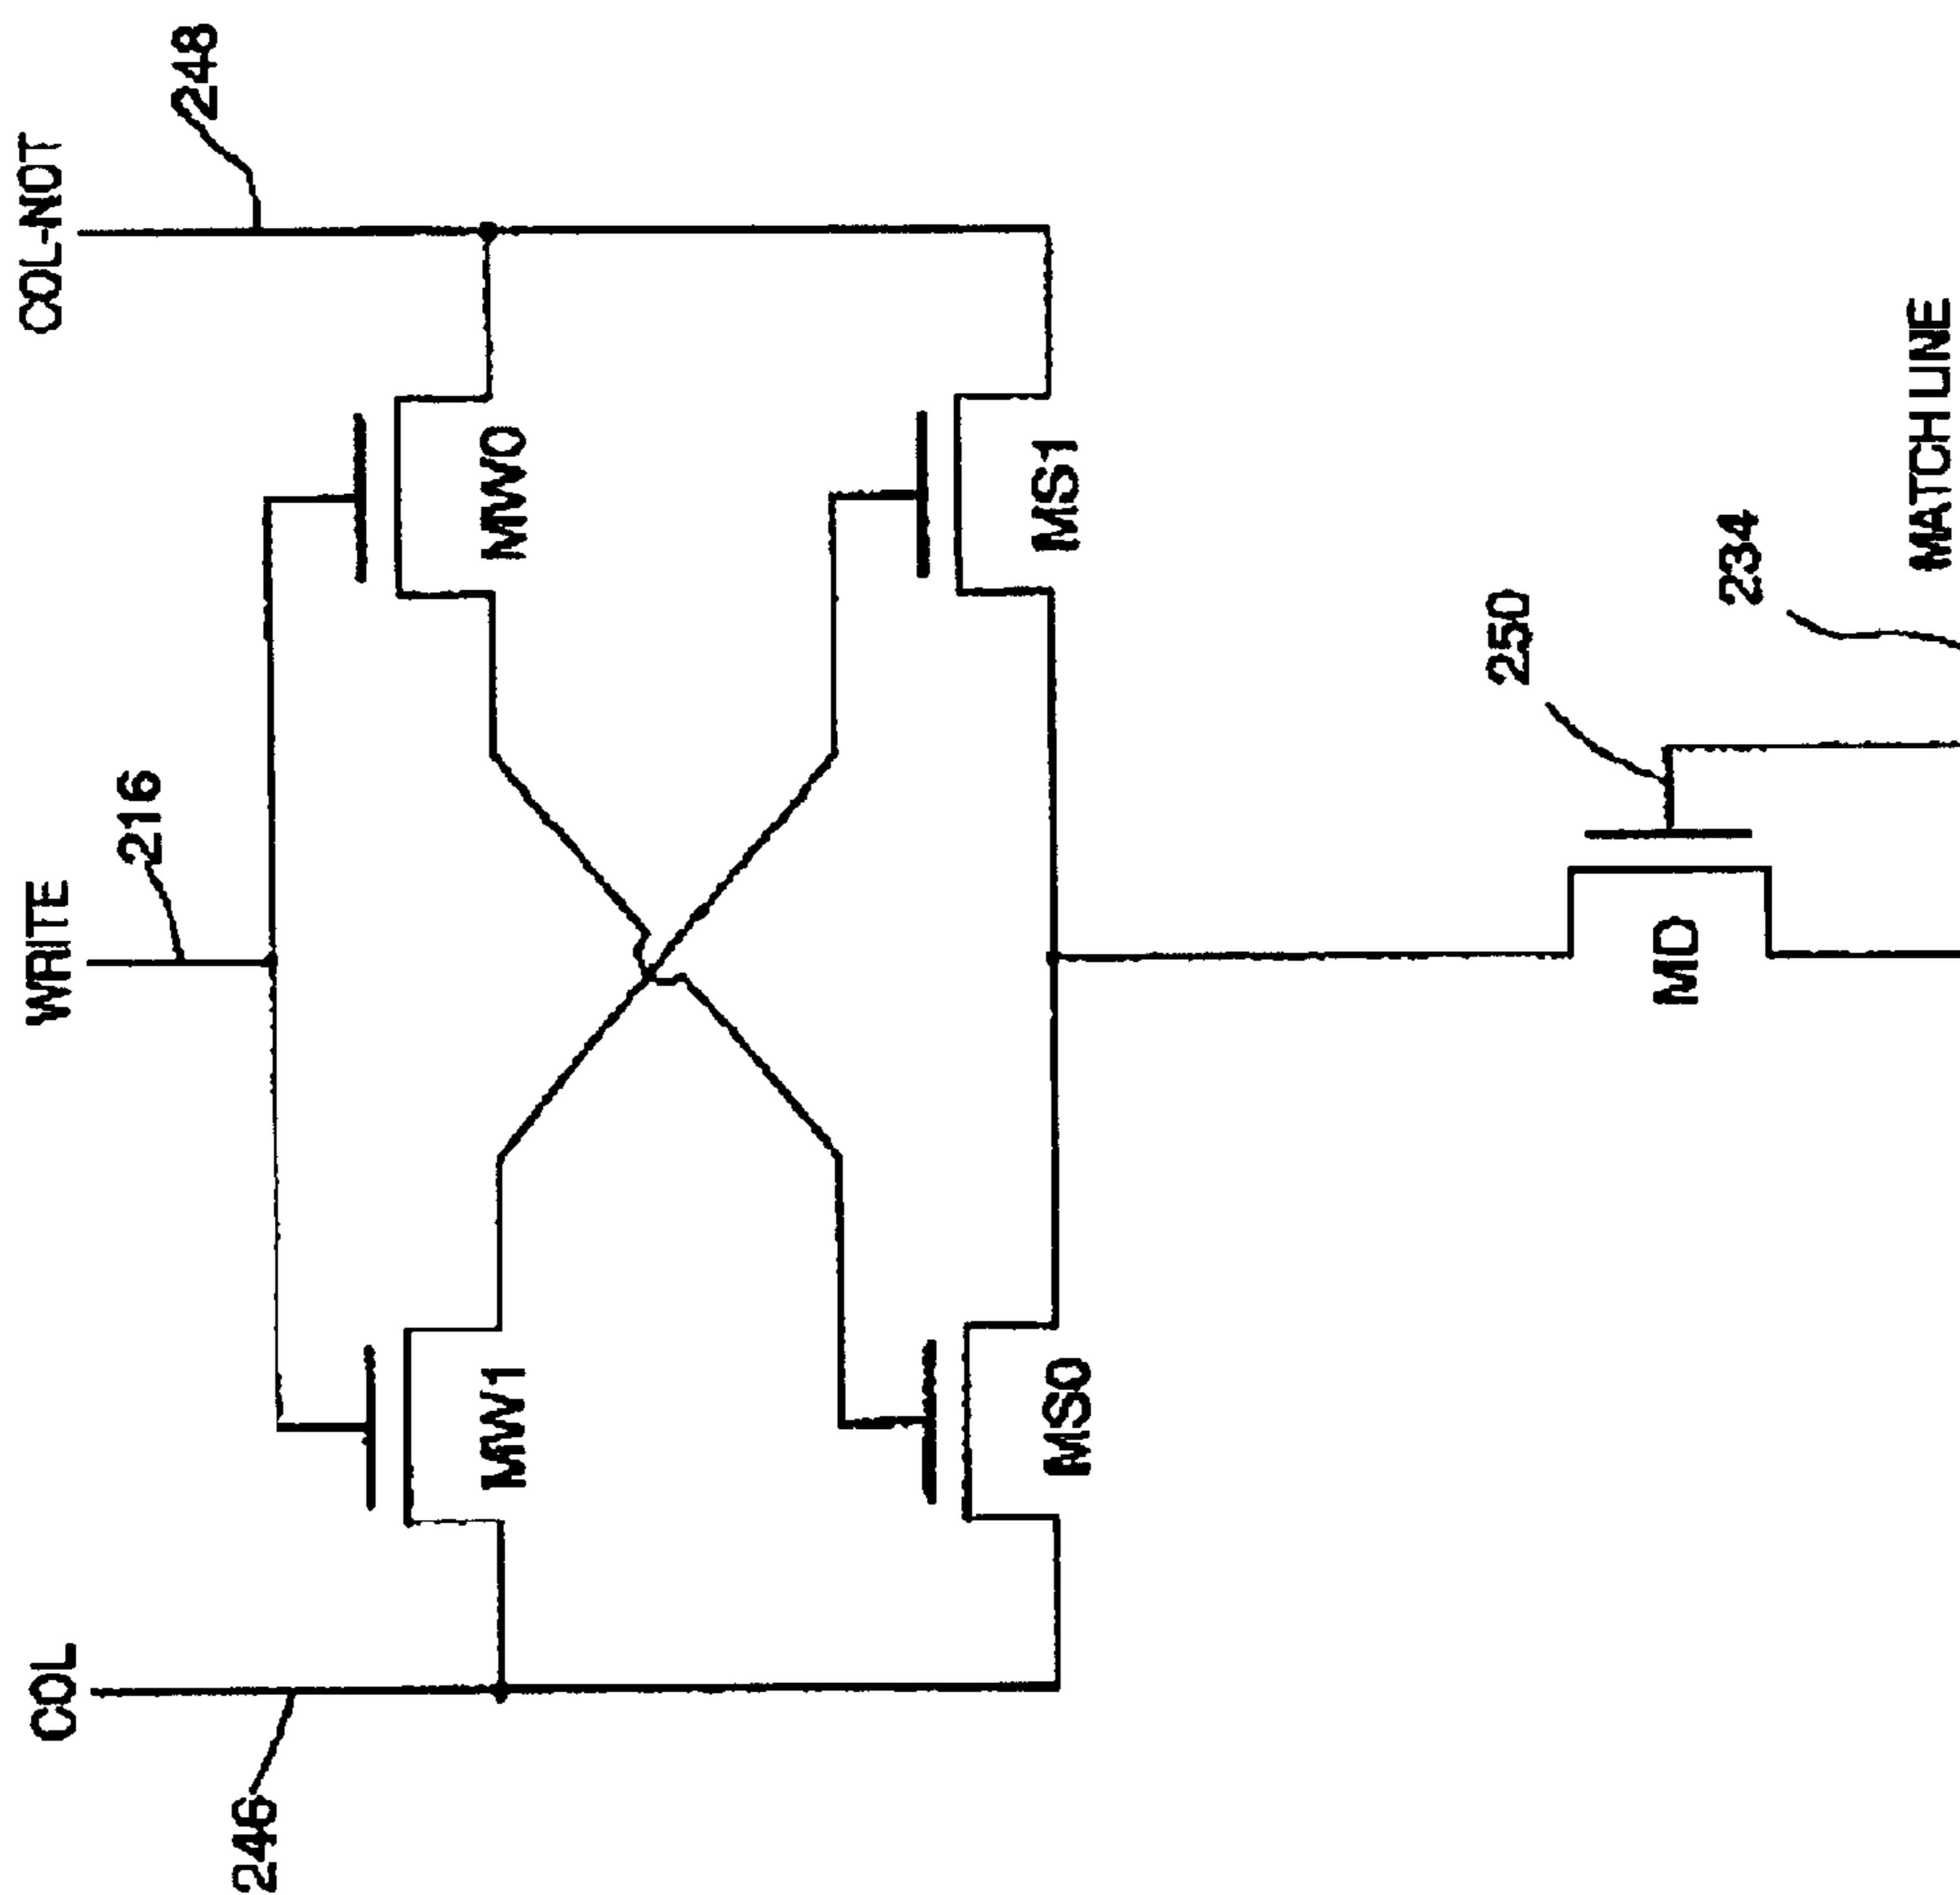 COL
WRITE
COL-NOT
246
216
248
MW1
MW0
MS0
MS1
250
MD
234
MATCH LINE